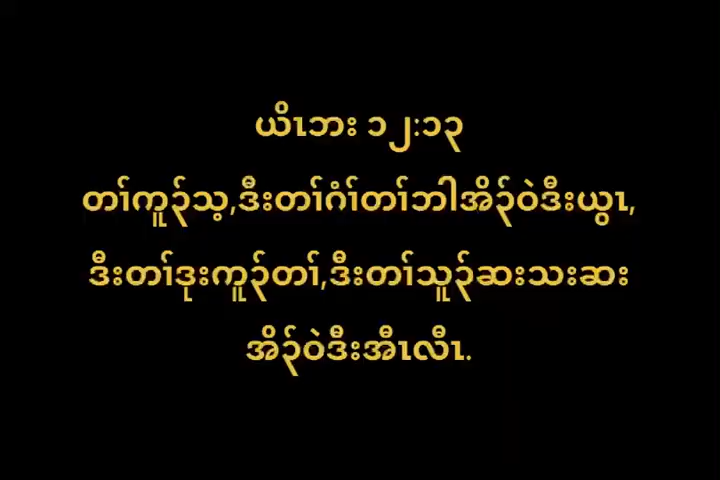 ယိၤဘး ၁၂:၁၃
တၢ်ကူၣ်သ့,ဒီးတၢ်ဂံၢ်တၢ်ဘါအိၣ်ဝဲဒီးယွၤ,
ဒီးတၢ်ဒုးကူၣ်တၢ်,ဒီးတၢ်သူၣ်ဆးသးဆး
အိၣ်ဝဲဒီးအီၤလီၤ.